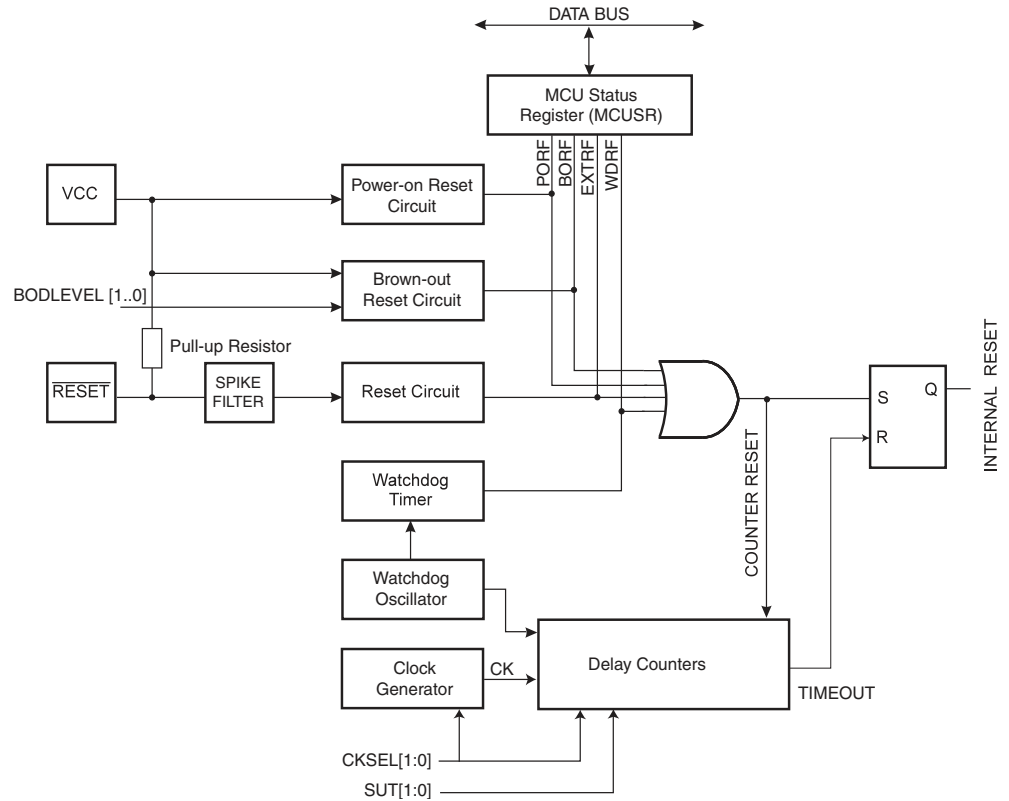 DATA BUS
MCU Status
Register (MCUSR)
PORF
BORF
EXTRF
WDRF
VCC
Power-on Reset
Circuit
Brown-out
Reset Circuit
BODLEVEL [1..0]
Pull-up Resistor
RESET
SPIKE
FILTER
Reset Circuit
S
Q
R
INTERNAL RESET
Watchdog
Timer
COUNTER RESET
Watchdog
Oscillator
Clock
Generator
CK
Delay Counters
TIMEOUT
CKSEL[1:0]
SUT[1:0]